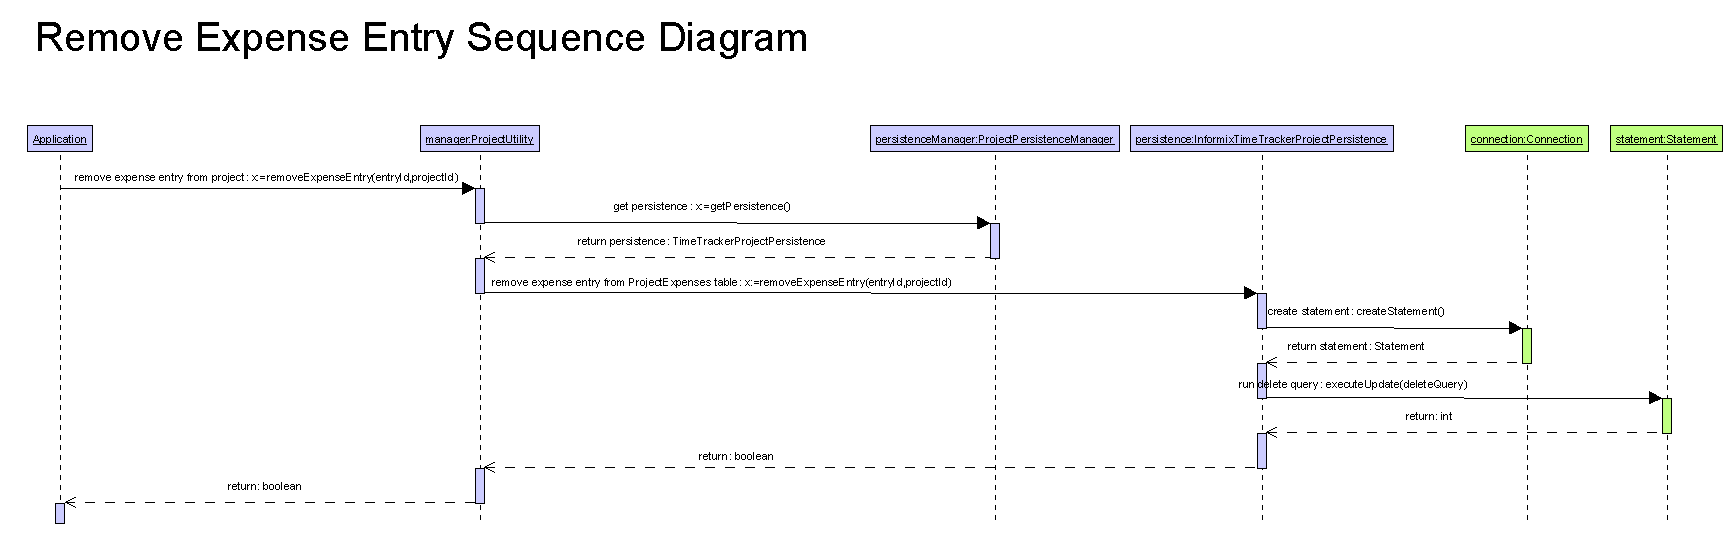 Remove Expense Entry Sequence Diagram
Application
manager:ProjectUtility
persistenceManager:ProjectPersistenceManager
persistence:InformixTimeTrackerProjectPersistence
connection:Connection
statement:Statement
remove expense entry from project : x:=removeExpenseEntry(entryId,projectId)
get persistence : x:=getPersistence()
return persistence : TimeTrackerProjectPersistence
remove expense entry from ProjectExpenses table : x:=removeExpenseEntry(entryId,projectId)
create statement : createStatement()
return statement : Statement
run delete query : executeUpdate(deleteQuery)
return: int
return: boolean
return: boolean